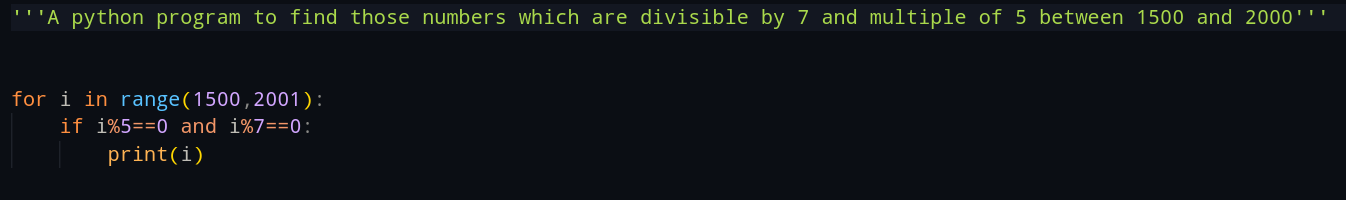 '''A python program to find those numbers which are divisible by 7 and multiple of 5 between 1500 and 2000'''
for i in range(1500,2001):
    if i%5==0 and i%7==0:
        print(i)